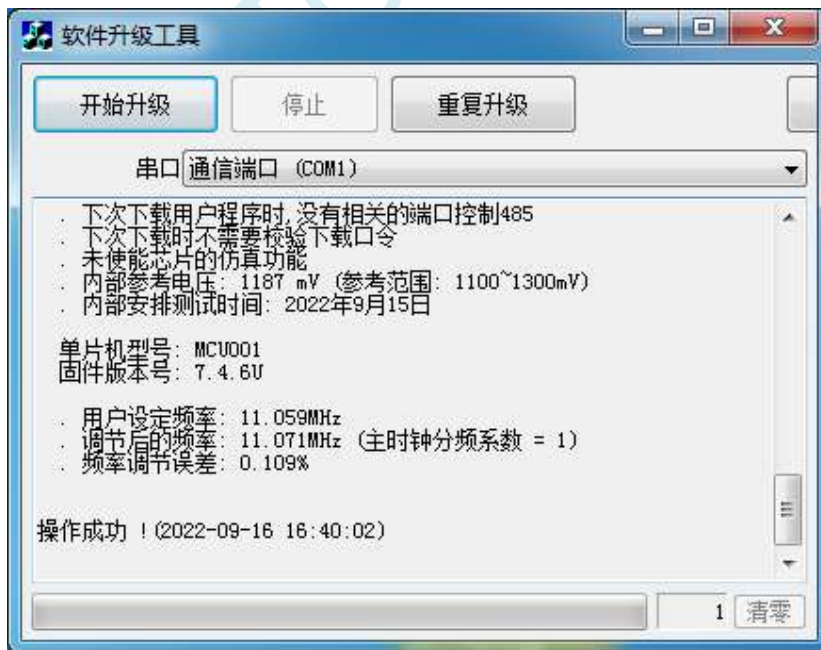 软件升级工具
开始升级 停止 重复升级
串口 通信端口 (COM1)
. 下次下载用户程序时,没有相关的端口控制485
. 下次下载时不需要校验下载口令
. 未使能芯片的仿真功能
. 内部参考电压: 1187 mV (参考范围: 1100~1300mV)
. 内部安排测试时间: 2022年9月15日
单片机型号: MCU001
固件版本号: 7.4.6U
. 用户设定频率: 11.059MHz
. 调节后的频率: 11.071MHz (主时钟分频系数 = 1)
. 频率调节误差: 0.109%
操作成功 !(2022-09-16 16:40:02)
1 清零